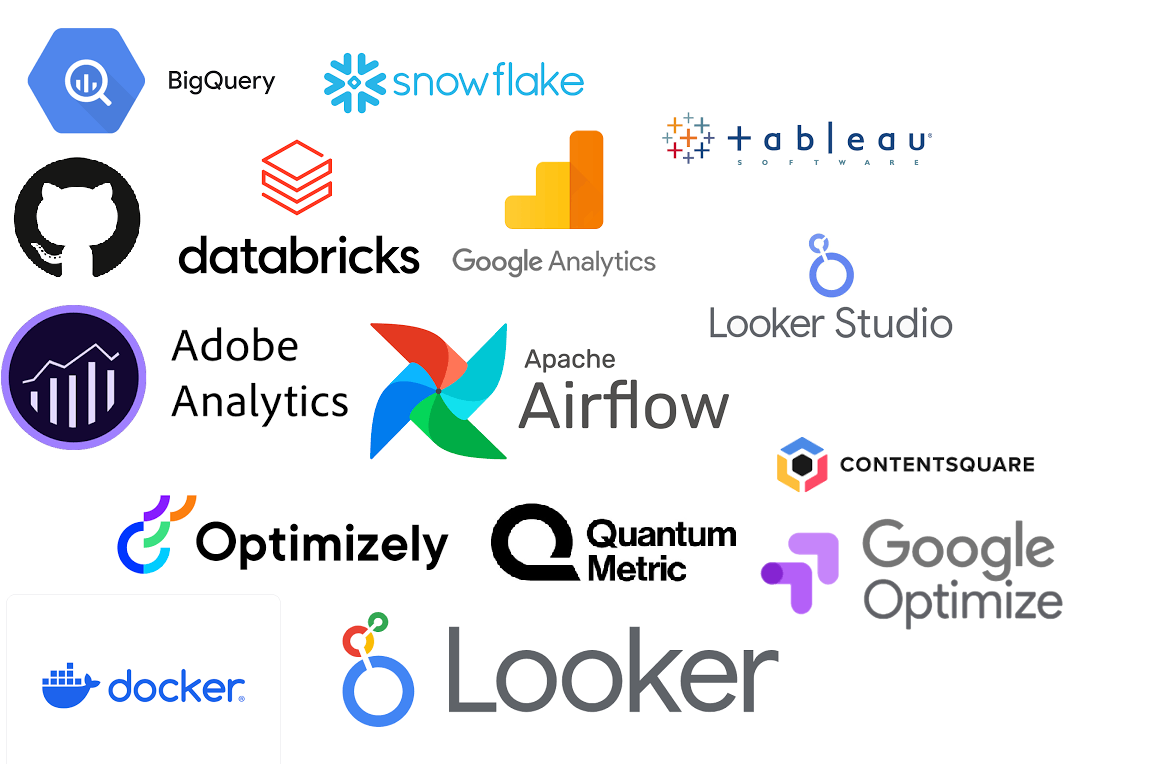 BigQuery
snowflake
tableau®
SOFTWARE
databricks
Google Analytics
Looker Studio
Adobe
Analytics
Apache
Airflow
CONTENTSQUARE
Optimizely
Quantum
Metric
Google
Optimize
docker®
Looker